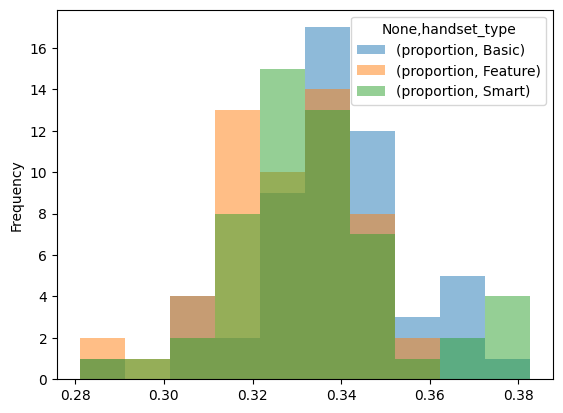 None,handset_type
(proportion, Basic)
(proportion, Feature)
(proportion, Smart)
Frequency
16
14
12
10
8
6
4
2
0
0.28 0.30 0.32 0.34 0.36 0.38